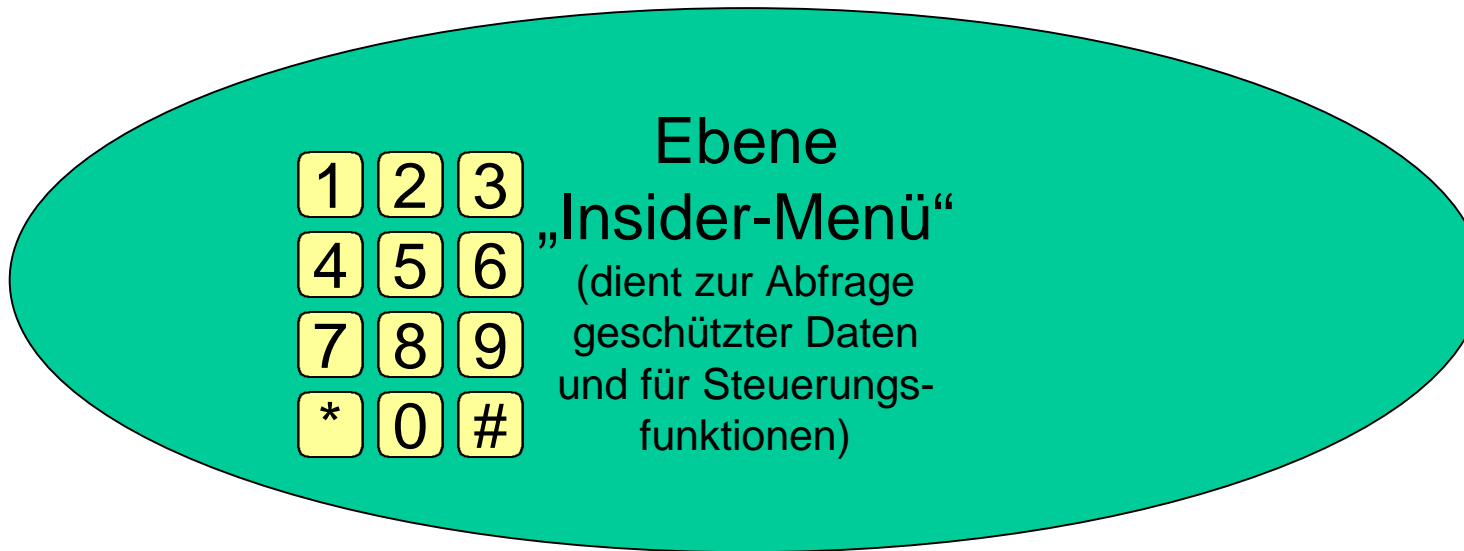 1 2 3
4 5 6
7 8 9
* 0 #
Ebene
„Insider-Menü“
(dient zur Abfrage
geschützter Daten
und für Steuerungs-
funktionen)